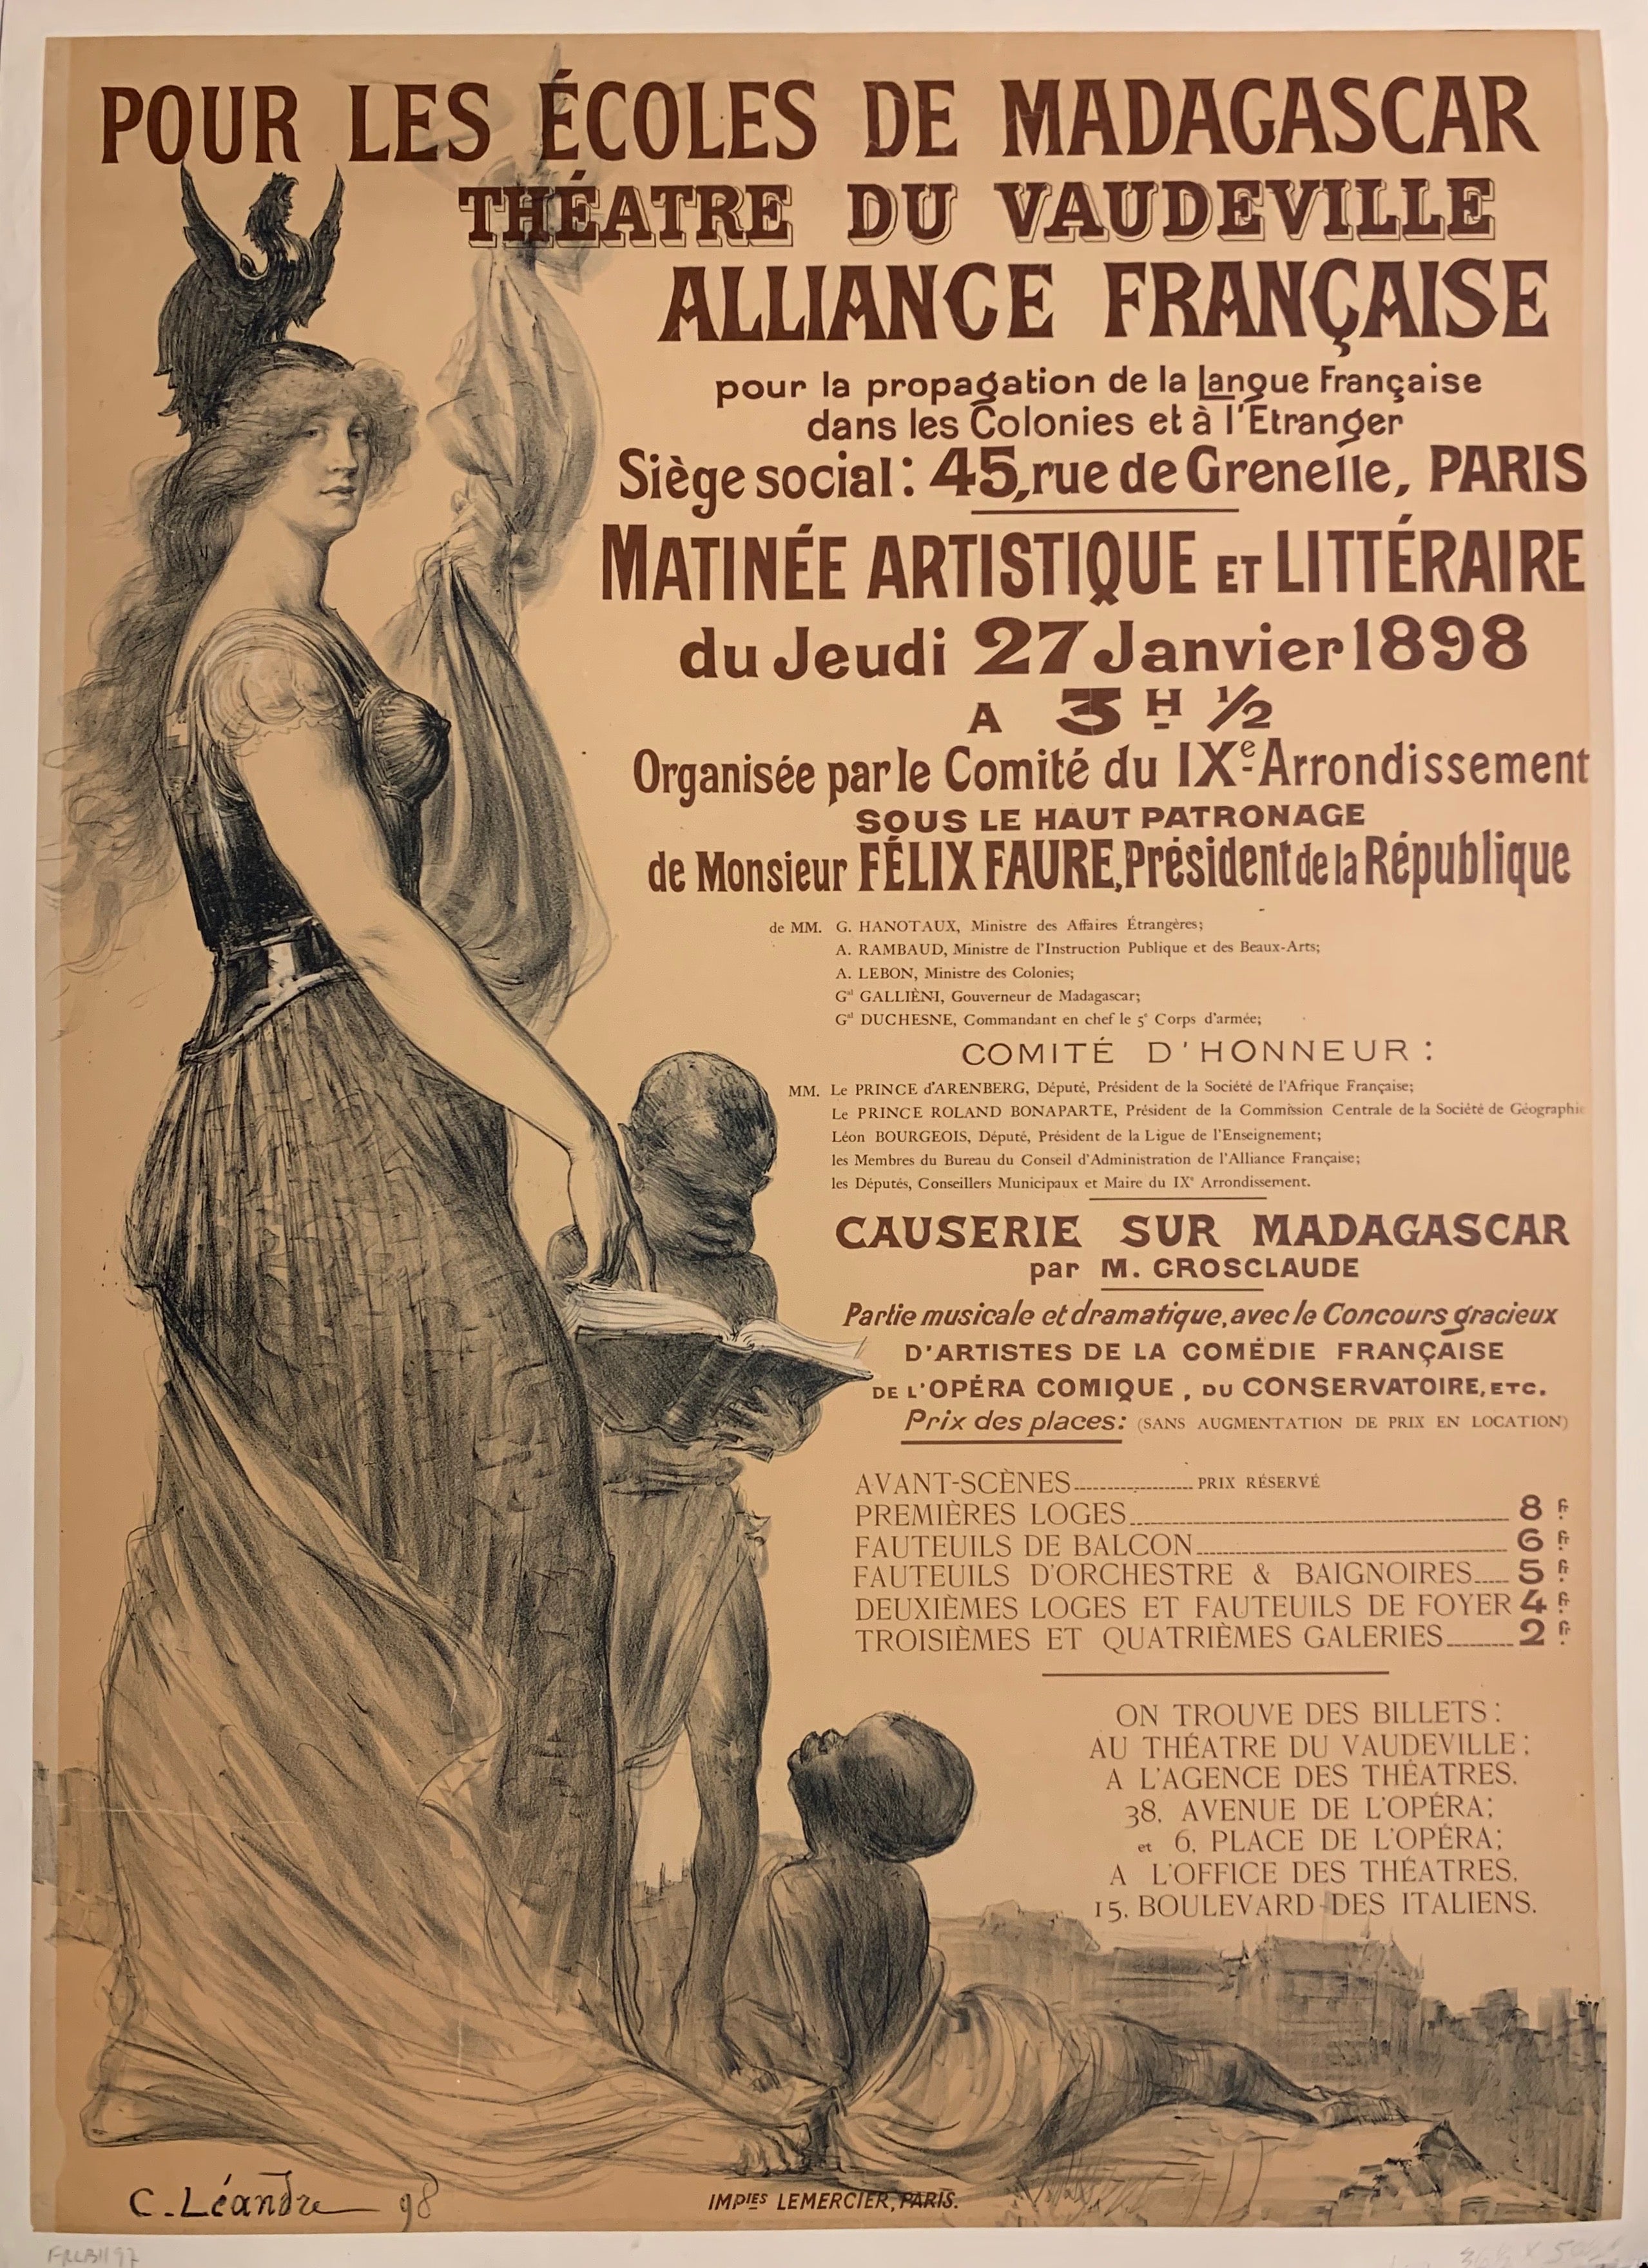 POUR LES ÉCOLES DE MADAGASCAR
THÉATRE DU VAUDEVILLE
ALLIANCE FRANÇAISE
pour la propagation de la Langue Française
dans les Colonies et à l'Etranger
Siège social: 45, rue de Grenelle, PARIS
MATINÉE ARTISTIQUE ET LITTÉRAIRE
du Jeudi 27 Janvier 1898
A 3 H ½
Organisée par le Comité du IXe Arrondissement
SOUS LE HAUT PATRONAGE
de Monsieur FÉLIX FAURE, Président de la République
de MM. G. HANOTAUX, Ministre des Affaires Étrangères;
A. RAMBAUD, Ministre de l'Instruction Publique et des Beaux-Arts;
A. LEBON, Ministre des Colonies;
Gal GALLIÈNI, Gouverneur de Madagascar;
Gal DUCHESNE, Commandant en chef le 5e Corps d'armée;
COMITÉ D'HONNEUR:
MM. Le PRINCE d'ARENBERG, Député, Président de la Société de l'Afrique Française;
Le PRINCE ROLAND BONAPARTE, Président de la Commission Centrale de la Société de Géographie
Léon BOURGEOIS, Député, Président de la Ligue de l'Enseignement;
les Membres du Bureau du Conseil d'Administration de l'Alliance Française;
les Députés, Conseillers Municipaux et Maire du IXe Arrondissement.
CAUSERIE SUR MADAGASCAR
par M. GROSCLAUDE
Partie musicale et dramatique, avec le Concours gracieux
D'ARTISTES DE LA COMÉDIE FRANÇAISE
DE L'OPÉRA COMIQUE, DU CONSERVATOIRE, ETC.
Prix des places: (SANS AUGMENTATION DE PRIX EN LOCATION)
AVANT-SCÈNES PRIX RÉSERVÉ
PREMIÈRES LOGES 8 fr.
FAUTEUILS DE BALCON 6 fr.
FAUTEUILS D'ORCHESTRE & BAIGNOIRES 5 fr.
DEUXIÈMES LOGES ET FAUTEUILS DE FOYER 4 fr.
TROISIÈMES ET QUATRIÈMES GALERIES 2 fr.
ON TROUVE DES BILLETS:
AU THÉATRE DU VAUDEVILLE;
A L'AGENCE DES THÉATRES,
38, AVENUE DE L'OPÉRA;
et 6, PLACE DE L'OPÉRA;
A L'OFFICE DES THÉATRES,
15, BOULEVARD DES ITALIENS.
C. Léandre 98
IMPIES LEMERCIER, PARIS.